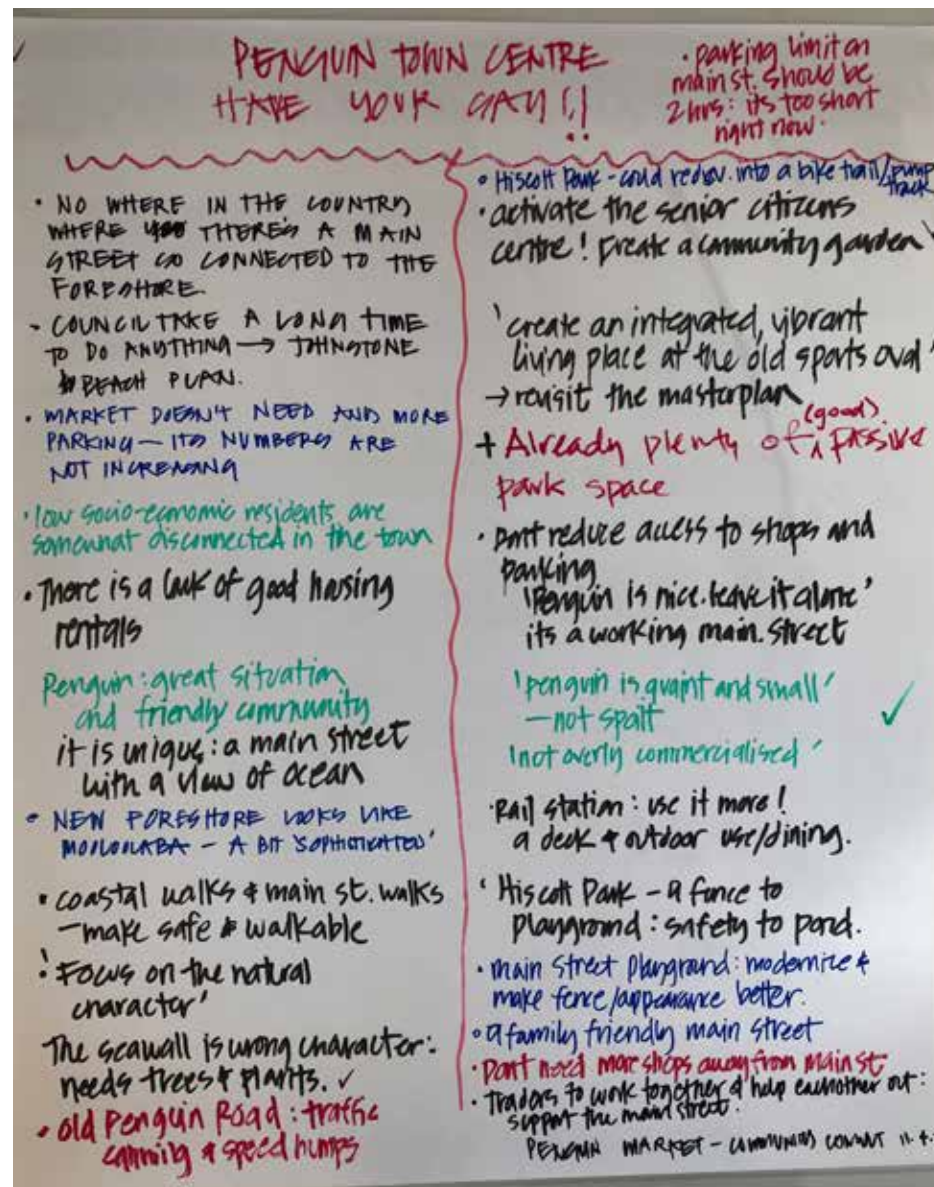 PENGUIN TOWN CENTRE
HAVE YOUR SAY!!
• parking limit on
main st. should be
2 hrs: its too short
right now.
• NO WHERE IN THE COUNTRY
WHERE THERE'S A MAIN
STREET SO CONNECTED TO THE
FORESHORE.
- COUNCIL TAKE A LONG TIME
TO DO ANYTHING → JOHNSTONE
BEACH PLAN.
• MARKET DOESN'T NEED ANY MORE
PARKING - ITS NUMBERS ARE
NOT INCREASING
• low socio-economic residents are
somewhat disconnected in the town
• There is a lack of good housing
rentals
Penguin: great situation
and friendly community
it is unique: a main street
with a view of ocean
• NEW FORESHORE LOOKS LIKE
MOOLOOLABA - A BIT 'SOPHISTICATED'
• coastal walks & main st. walks
- make safe & walkable
'Focus on the natural
character'
The seawall is wrong character:
needs trees & plants. ✓
• old Penguin Road: traffic
calming & speed humps
• Hiscott Park - could redev. into a bike trail/pump
track
• activate the senior citizens
centre! Create a community garden
'create an integrated, vibrant
living place at the old sports oval'
→ revisit the masterplan
+ Already plenty of (good) passive
park space
• Dont reduce access to shops and
parking
'Penguin is nice. leave it alone'
its a working main. street
'penguin is quaint and small'
- not spoilt
'not overly commercialised'
✓
• Rail station: use it more!
a deck & outdoor use/dining.
' Hiscott Park - a fence to
playground: safety to pond.
• main street playground: modernize &
make fence/appearance better.
• a family friendly main street
• Dont need more shops away from main st
• Traders to work together & help eachother out:
support the main street.
PENGUIN MARKET - COMMUNITY